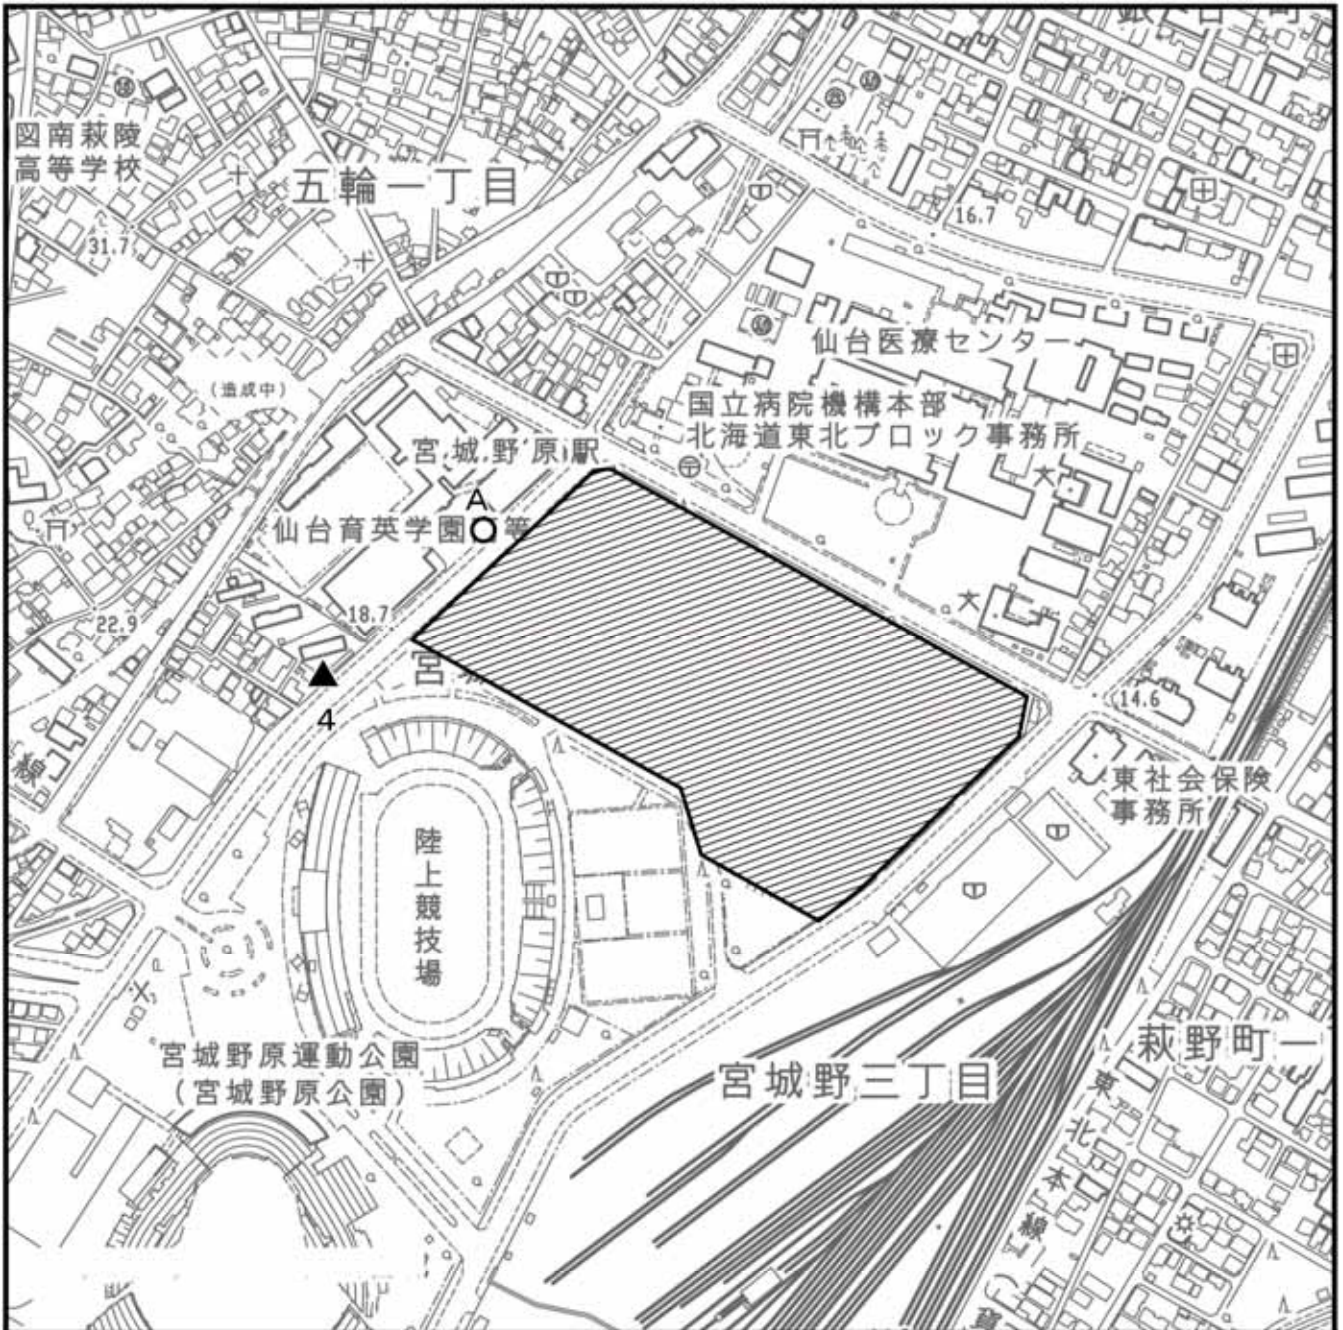 図南萩陵
高等学校
五輪一丁目
31.7
16.7
仙台医療センター
(造成中)
国立病院機構本部
北海道東北ブロック事務所
宮城野原駅
A
仙台育英学園
等
18.7
22.9
宮
4
14.6
線
東社会保険
事務所
陸上競技場
宮城野原運動公園
(宮城野原公園)
宮城野三丁目
萩野町一
東北本線